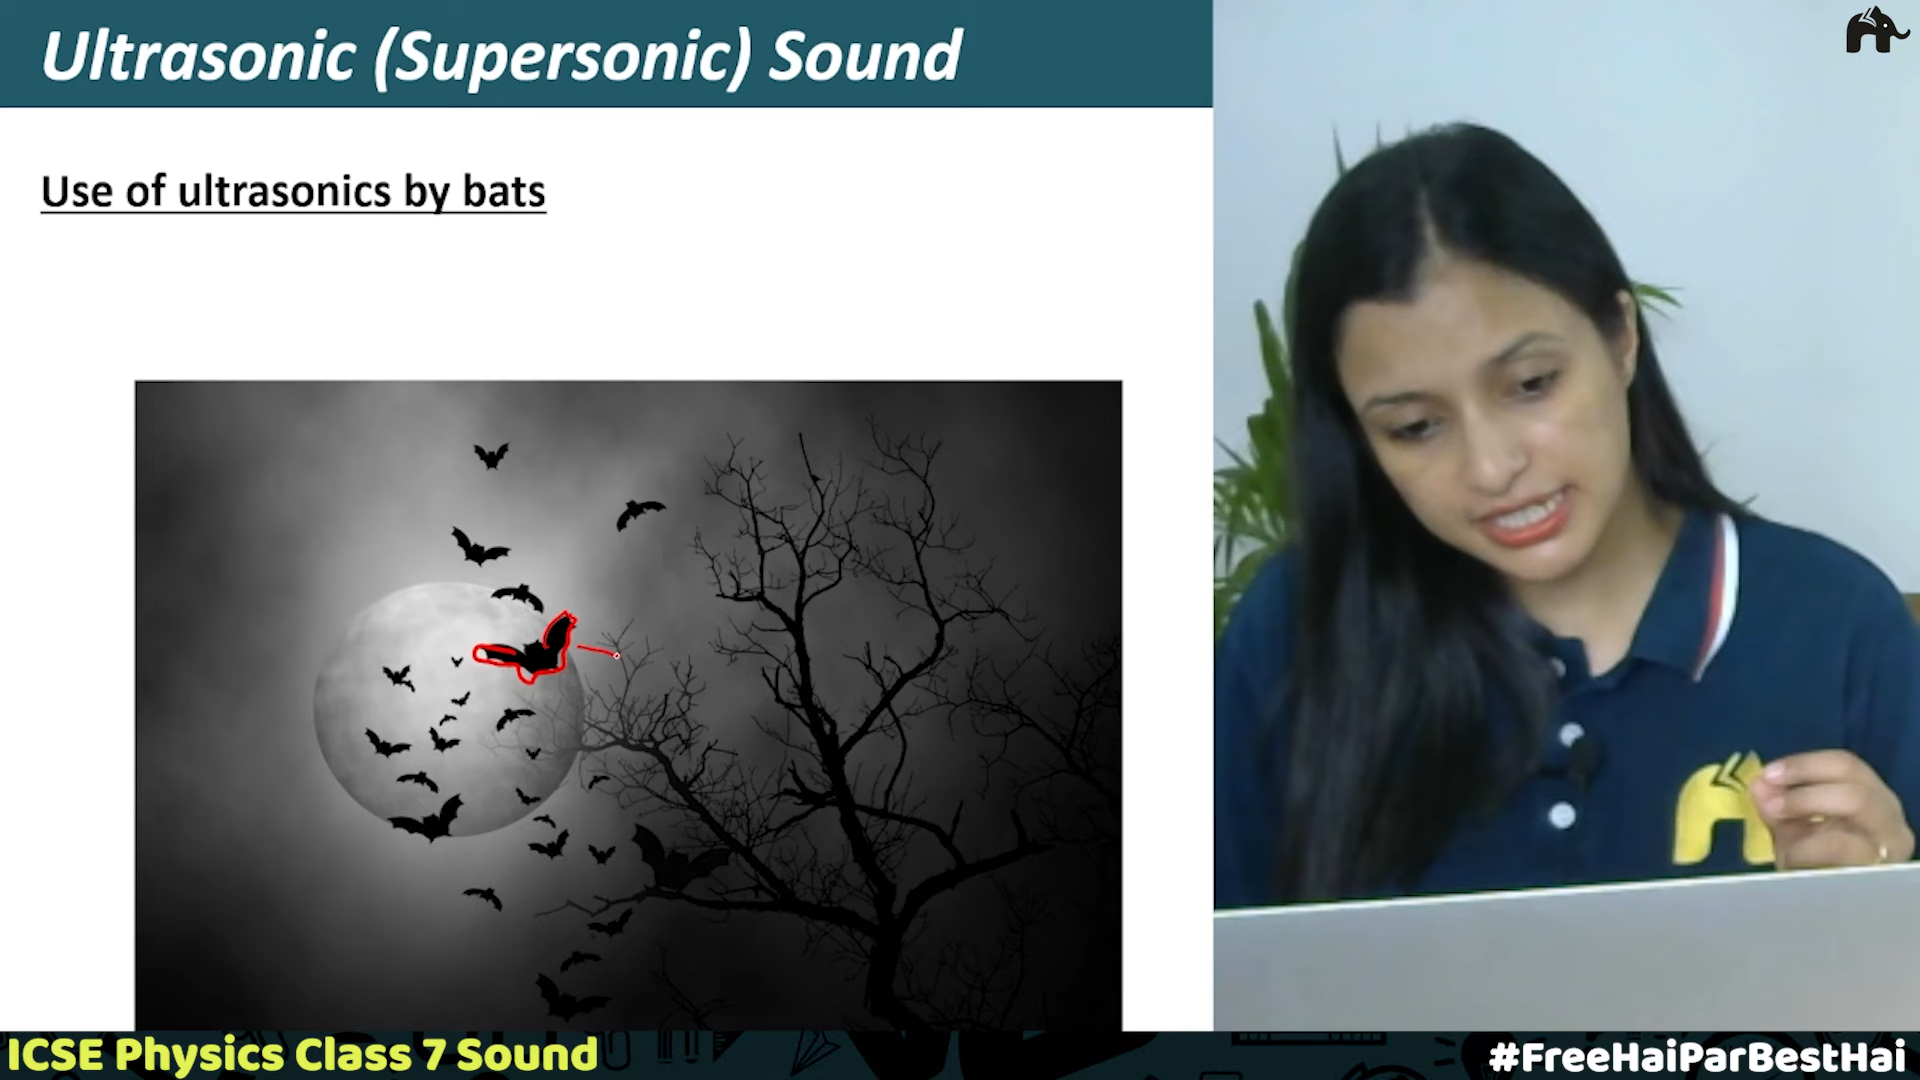 Ultrasonic (Supersonic) Sound
Use of ultrasonics by bats
ICSE Physics Class 7 Sound
#FreeHaiParBestHai